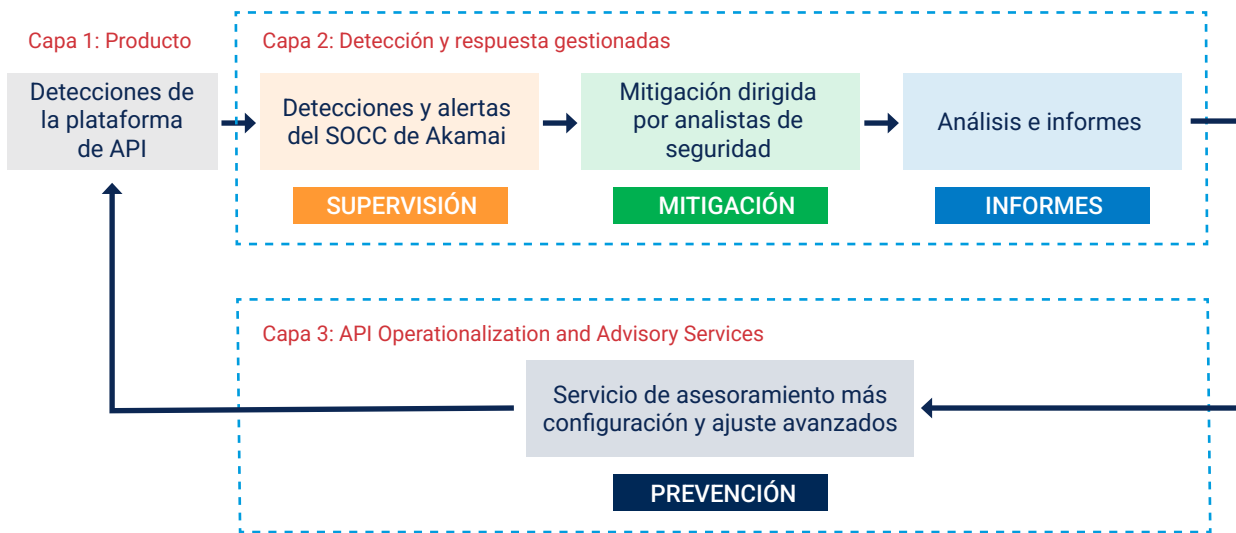 Capa 1: Producto
Detecciones de
la plataforma
de API
Capa 2: Detección y respuesta gestionadas
Detecciones y alertas
del SOCC de Akamai
SUPERVISIÓN
Mitigación dirigida
por analistas de
seguridad
MITIGACIÓN
Análisis e informes
INFORMES
Capa 3: API Operationalization and Advisory Services
Servicio de asesoramiento más
configuración y ajuste avanzados
PREVENCIÓN